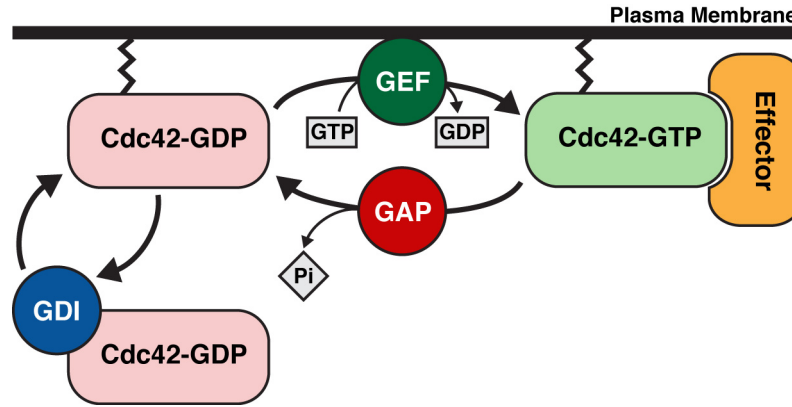 Plasma Membrane
GEF
GTP
GDP
Cdc42-GDP
Cdc42-GTP
Effector
GAP
Pi
GDI
Cdc42-GDP